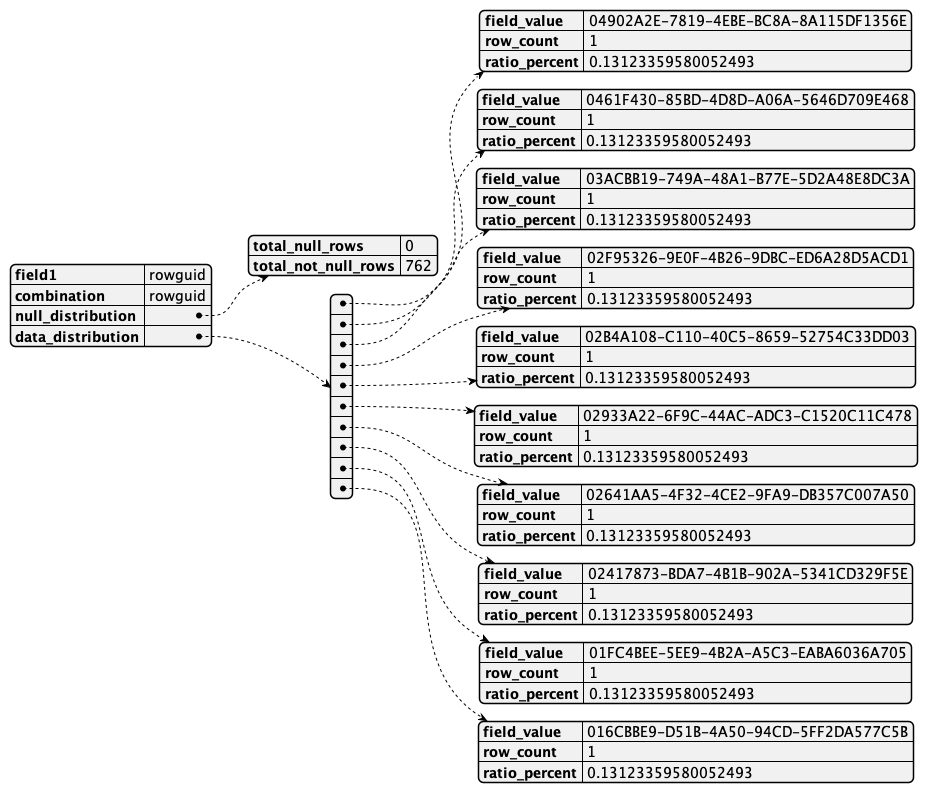 field1 rowguid
combination rowguid
null_distribution
data_distribution
total_null_rows 0
total_not_null_rows 762
field_value 04902A2E-7819-4EBE-BC8A-8A115DF1356E
row_count 1
ratio_percent 0.13123359580052493
field_value 0461F430-85BD-4D8D-A06A-5646D709E468
row_count 1
ratio_percent 0.13123359580052493
field_value 03ACBB19-749A-48A1-B77E-5D2A48E8DC3A
row_count 1
ratio_percent 0.13123359580052493
field_value 02F95326-9E0F-4B26-9DBC-ED6A28D5ACD1
row_count 1
ratio_percent 0.13123359580052493
field_value 02B4A108-C110-40C5-8659-52754C33DD03
row_count 1
ratio_percent 0.13123359580052493
field_value 02933A22-6F9C-44AC-ADC3-C1520C11C478
row_count 1
ratio_percent 0.13123359580052493
field_value 02641AA5-4F32-4CE2-9FA9-DB357C007A50
row_count 1
ratio_percent 0.13123359580052493
field_value 02417873-BDA7-4B1B-902A-5341CD329F5E
row_count 1
ratio_percent 0.13123359580052493
field_value 01FC4BEE-5EE9-4B2A-A5C3-EABA6036A705
row_count 1
ratio_percent 0.13123359580052493
field_value 016CBBE9-D51B-4A50-94CD-5FF2DA577C5B
row_count 1
ratio_percent 0.13123359580052493